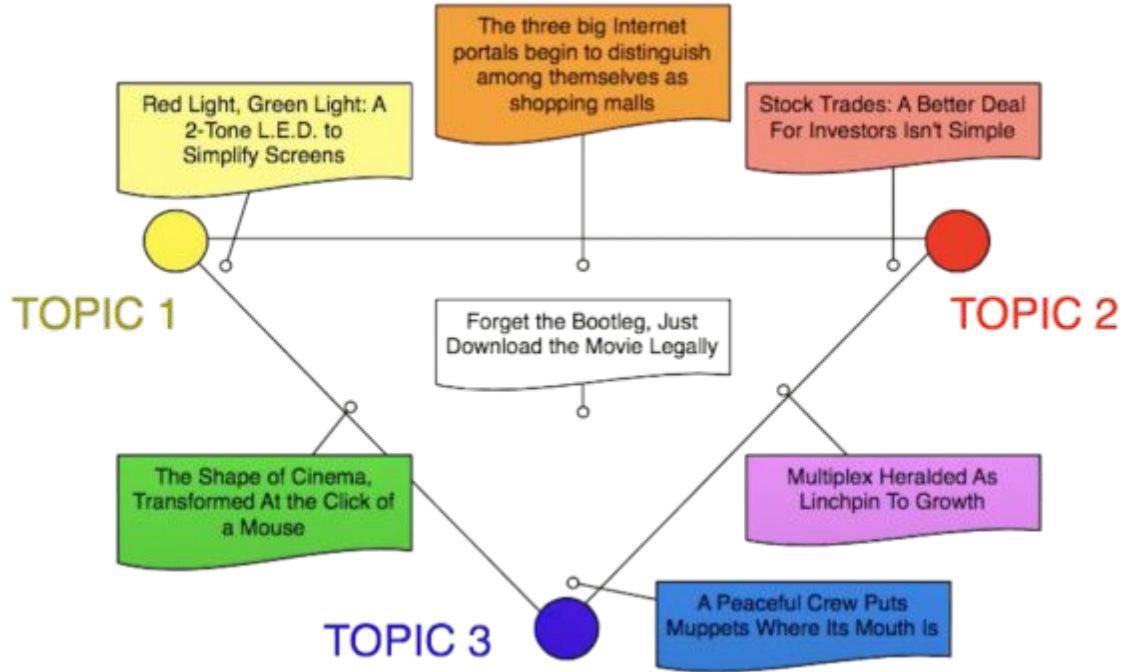 The three big Internet
portals begin to distinguish
among themselves as
shopping malls
Red Light, Green Light: A
2-Tone L.E.D. to
Simplify Screens
Stock Trades: A Better Deal
For Investors Isn't Simple
TOPIC 1
TOPIC 2
Forget the Bootleg, Just
Download the Movie Legally
The Shape of Cinema,
Transformed At the Click of
a Mouse
Multiplex Heralded As
Linchpin To Growth
TOPIC 3
A Peaceful Crew Puts
Muppets Where Its Mouth Is